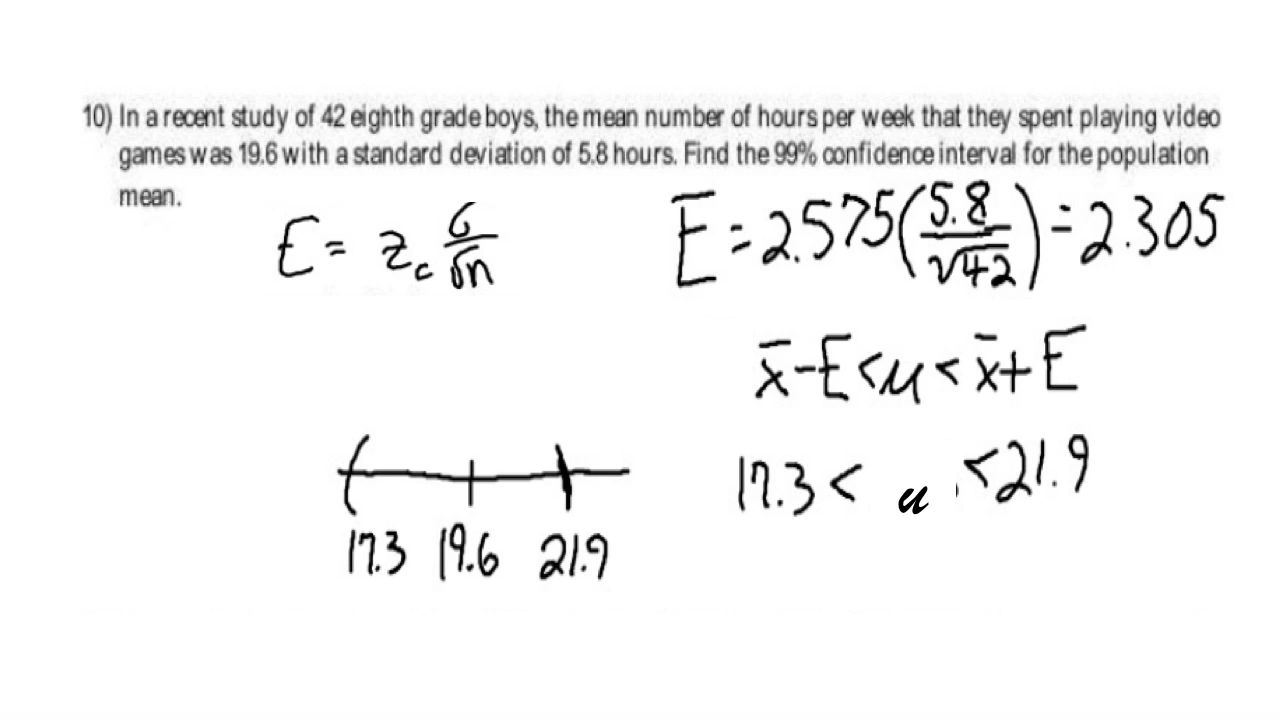 10) In a recent study of 42 eighth grade boys, the mean number of hours per week that they spent playing video
games was 19.6 with a standard deviation of 5.8 hours. Find the 99% confidence interval for the population
mean.
E = z_c σ/√n
E = 2.575(5.8/√42) = 2.305
x̄-E<μ<x̄+E
17.3 < μ <21.9
17.3 19.6 21.9